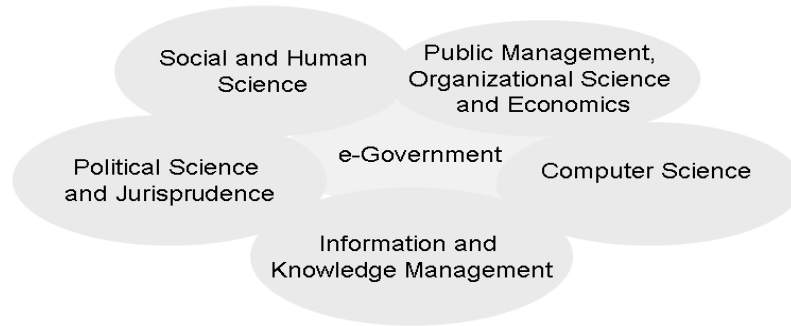 Social and Human
Science
Public Management,
Organizational Science
and Economics
Political Science
and Jurisprudence
e-Government
Computer Science
Information and
Knowledge Management